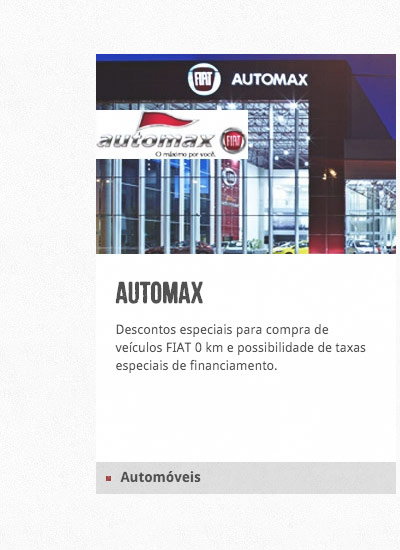 FIAT AUTOMAX
automax FIAT
O máximo por você.
AUTOMAX
Descontos especiais para compra de
veículos FIAT 0 km e possibilidade de taxas
especiais de financiamento.
Automóveis